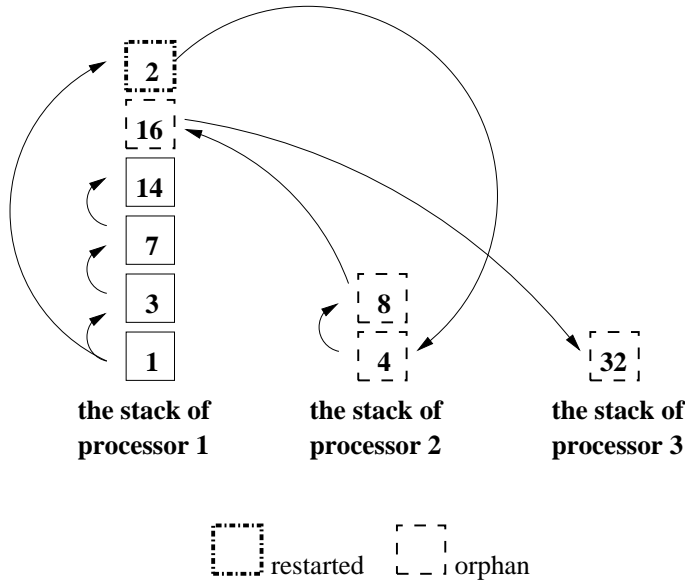 2
16
14
7
3
1
8
4
32
the stack of
processor 1
the stack of
processor 2
the stack of
processor 3
restarted
orphan